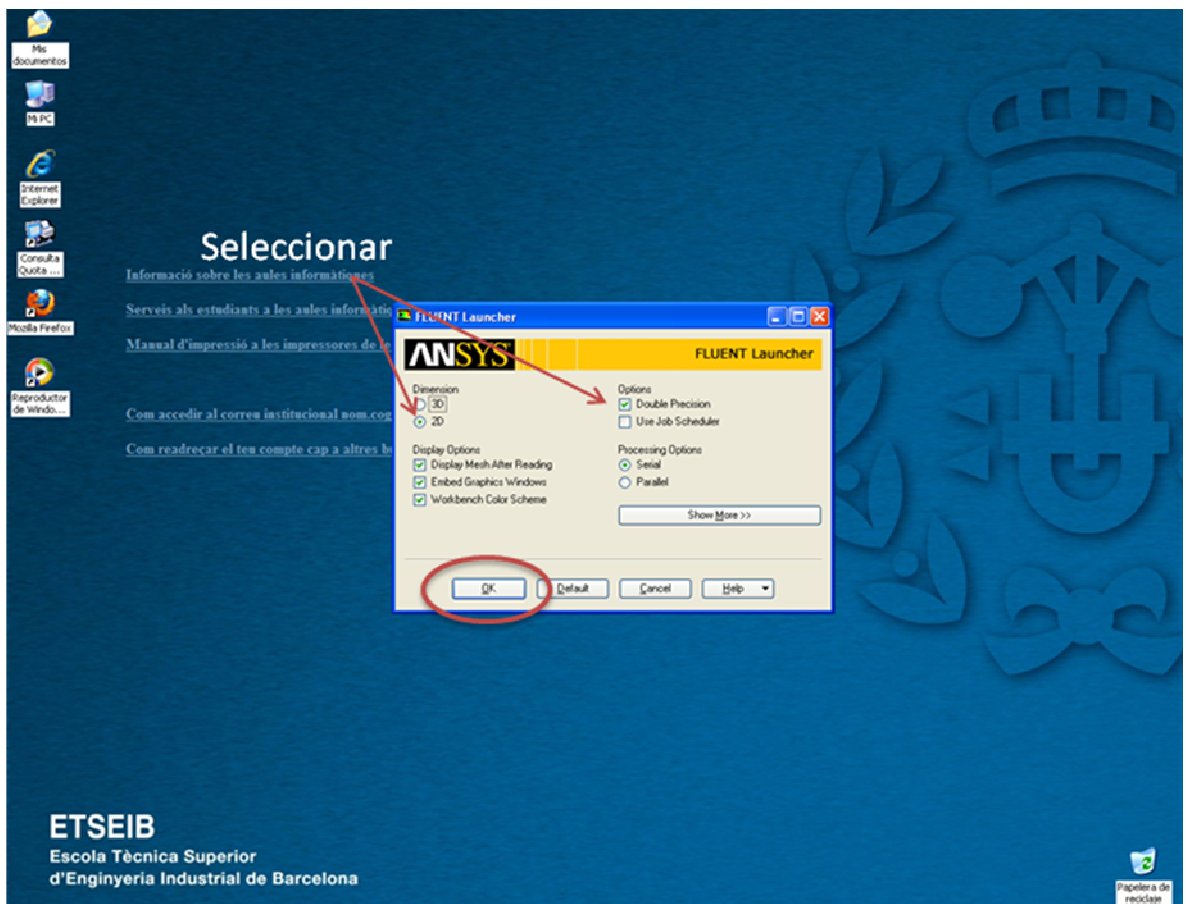 Mis
documentos
Mi PC
Internet
Explorer
Consulta
Quota ...
Mozilla Firefox
Reproductor
de Windo...
Seleccionar
Informació sobre les aules informàtiques
Serveis als estudiants a les aules informàtiq
Manual d'impressió a les impressores de le
Com accedir al correu institucional nom.cog
Com readreçar el teu compte cap a altres b
FLUENT Launcher
ANSYS
FLUENT Launcher
Dimension
3D
2D
Options
Double Precision
Use Job Scheduler
Display Options
Display Mesh After Reading
Embed Graphics Windows
Workbench Color Scheme
Processing Options
Serial
Parallel
Show More >>
OK
Default
Cancel
Help
ETSEIB
Escola Tècnica Superior
d'Enginyeria Industrial de Barcelona
Papelera de
reciclaje